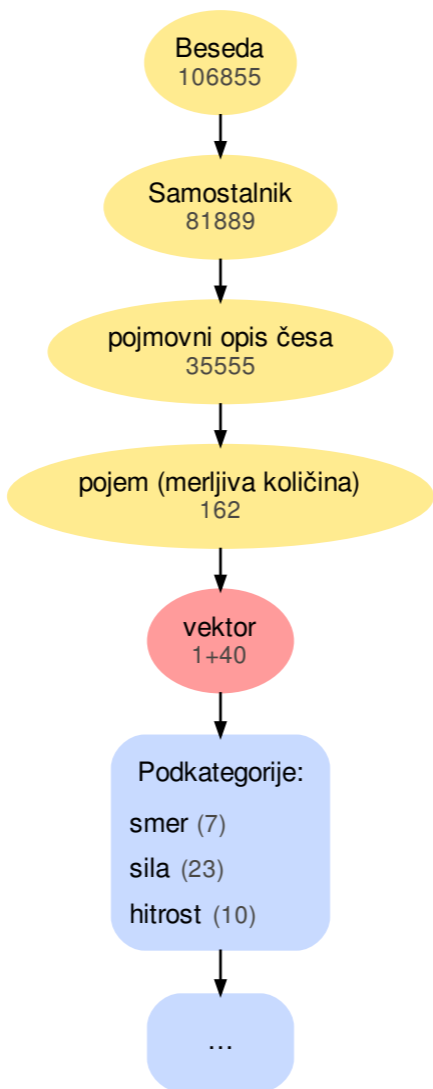 Beseda
106855
Samostalnik
81889
pojmovni opis česa
35555
pojem (merljiva količina)
162
vektor
1+40
Podkategorije:
smer (7)
sila (23)
hitrost (10)
...